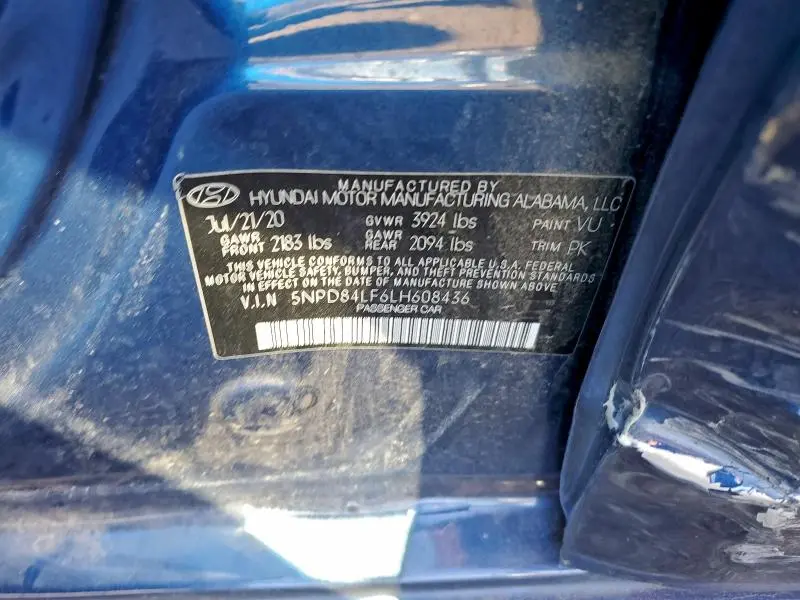 MANUFACTURED BY
HYUNDAI MOTOR MANUFACTURING ALABAMA, LLC
Jul/21/20 GVWR 3924 lbs PAINT VU
GAWR FRONT 2183 lbs GAWR REAR 2094 lbs TRIM PK
THIS VEHICLE CONFORMS TO ALL APPLICABLE U.S.A. FEDERAL
MOTOR VEHICLE SAFETY, BUMPER, AND THEFT PREVENTION STANDARDS
IN EFFECT ON THE DATE OF MANUFACTURE SHOWN ABOVE
V.I.N 5NPD84LF6LH608436
PASSENGER CAR